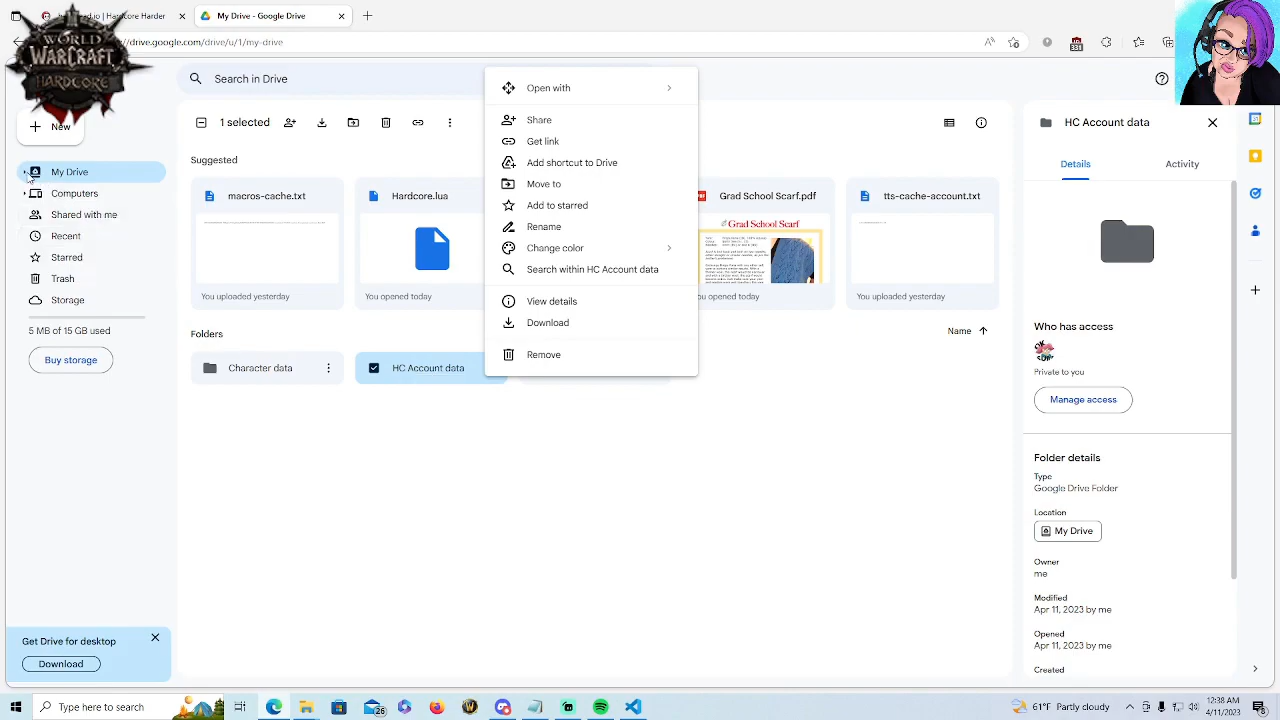 Hardcore Harder
My Drive - Google Drive
//drive.google.com/drive/u/1/my-drive
WORLD
WARCRAFT
HARDCORE
Search in Drive
New
My Drive
Computers
Shared with me
Recent
Starred
Trash
Storage
5 MB of 15 GB used
Buy storage
Get Drive for desktop
Download
1 selected
Suggested
macros-cache.txt
You uploaded yesterday
Hardcore.lua
You opened today
Grad School Scarf.pdf
Grad School Scarf
ou opened today
tts-cache-account.txt
You uploaded yesterday
Folders
Name
Character data
HC Account data
Open with
Share
Get link
Add shortcut to Drive
Move to
Add to starred
Rename
Change color
Search within HC Account data
View details
Download
Remove
HC Account data
Details
Activity
Who has access
Private to you
Manage access
Folder details
Type
Google Drive Folder
Location
My Drive
Owner
me
Modified
Apr 11, 2023 by me
Opened
Apr 11, 2023 by me
Created
Type here to search
61°F Partly cloudy
12:38 AM
4/11/2023